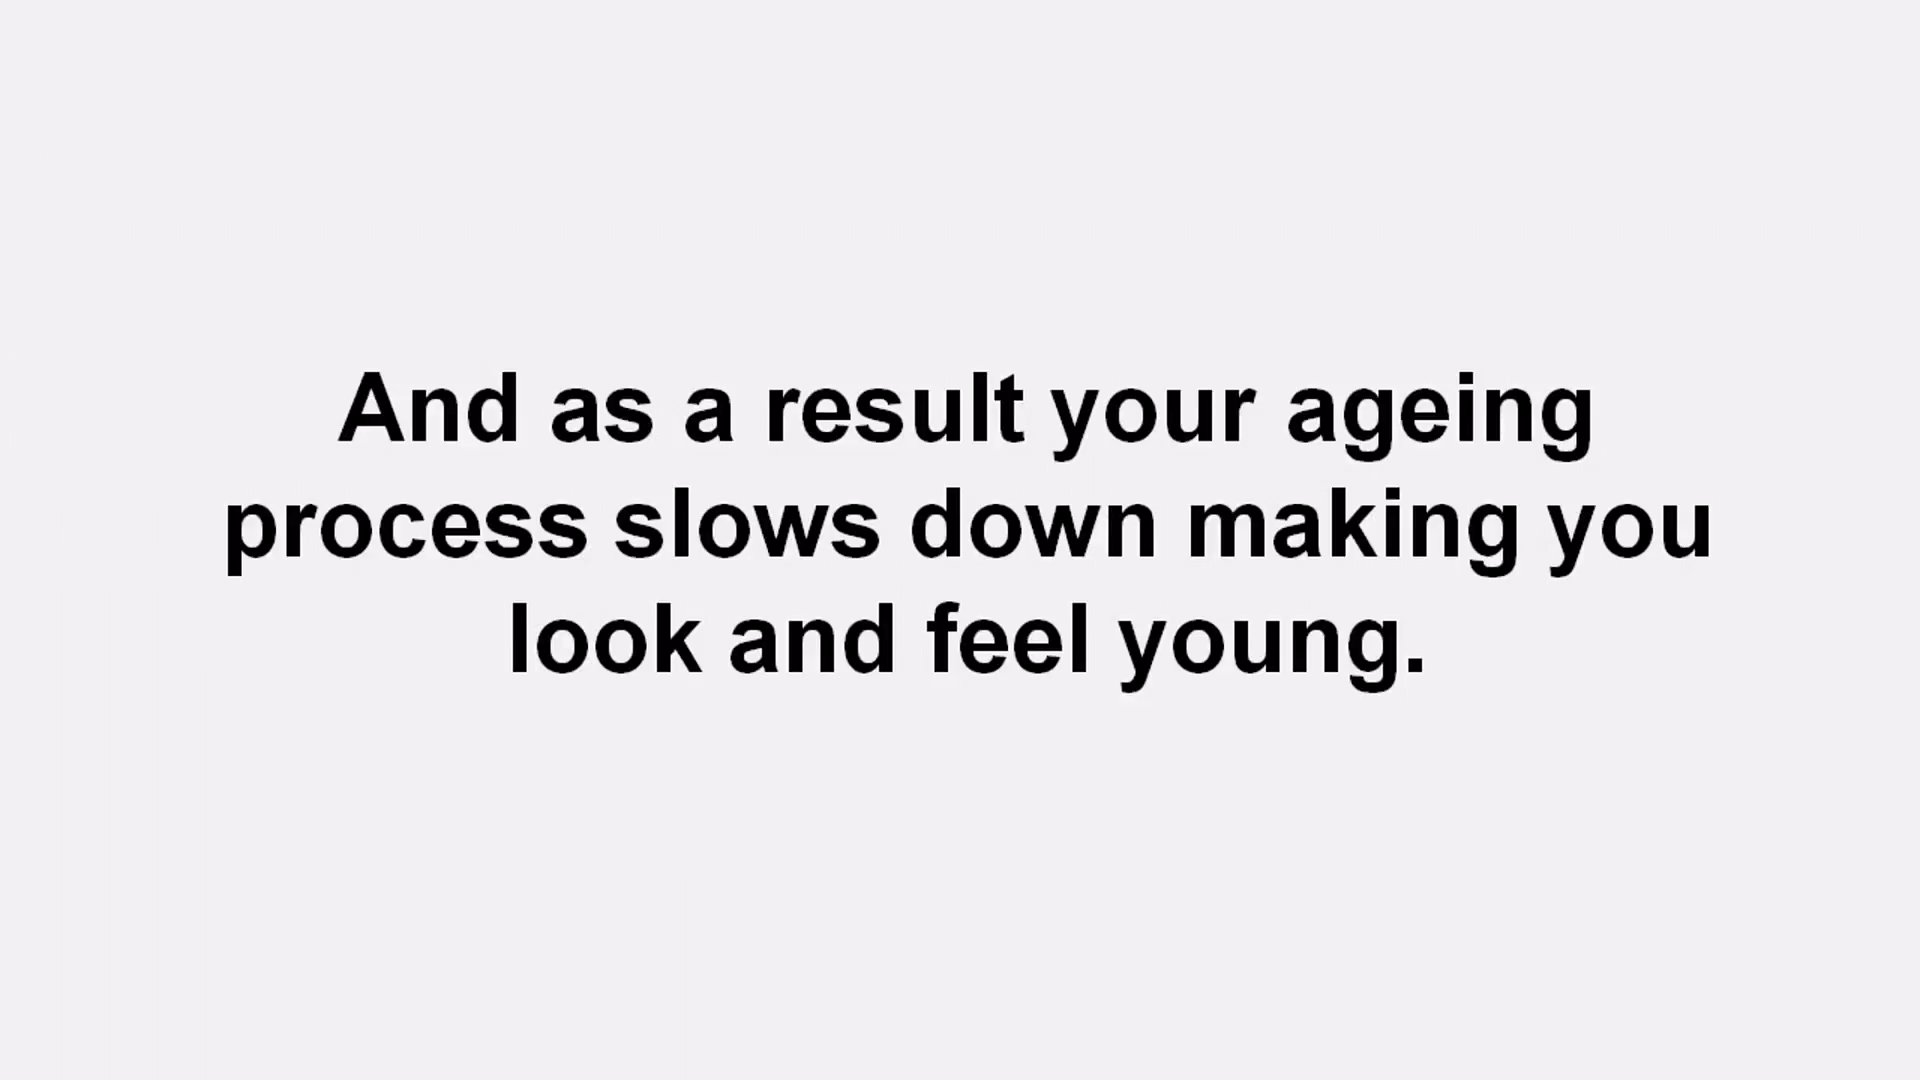 And as a result your ageing
process slows down making you
look and feel young.